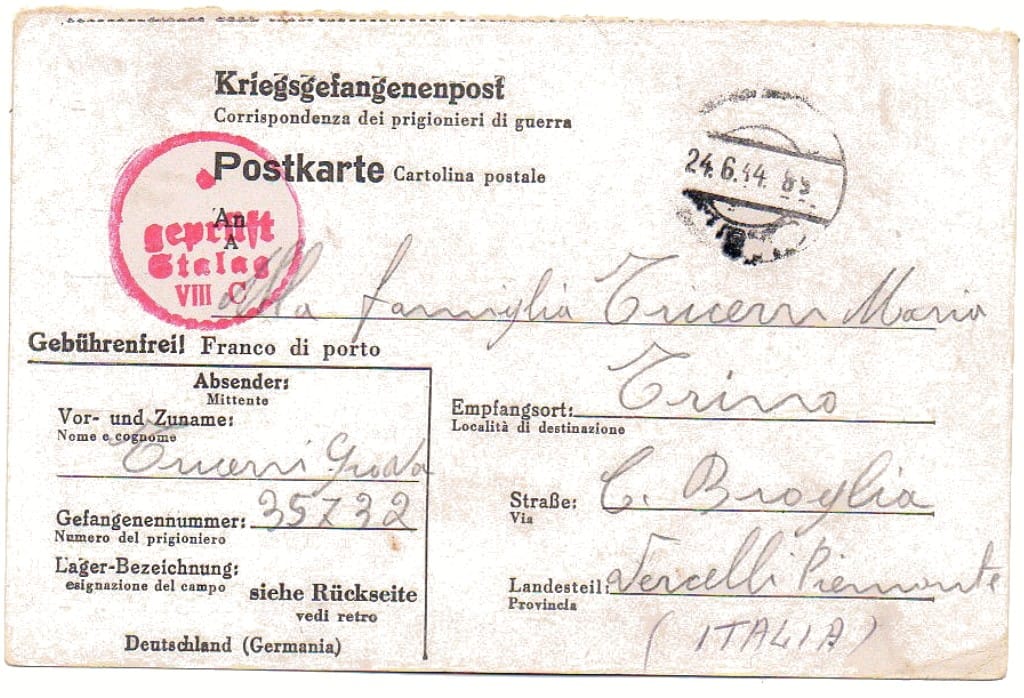 Kriegsgefangenenpost
Corrispondenza dei prigionieri di guerra
Postkarte Cartolina postale
24.6.44.
An
A
geprüft
Stalag
VIII C
alla famiglia Tricerri Maria
Gebührenfrei! Franco di porto
Absender:
Mittente
Vor- und Zuname:
Nome e cognome
Tricerri
Gefangenennummer: 35732
Numero del prigioniero
Lager-Bezeichnung:
esignazione del campo
siehe Rückseite
vedi retro
Deutschland (Germania)
Empfangsort: Trino
Località di destinazione
Straße: C. Broglia
Via
Landesteil: Vercelli Piemonte
Provincia
(ITALIA)